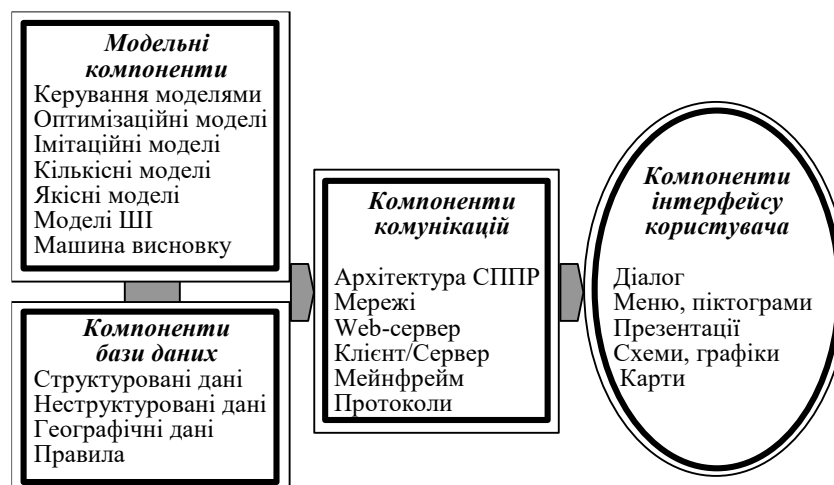 Модельні
компоненти
Керування моделями
Оптимізаційні моделі
Імітаційні моделі
Кількісні моделі
Якісні моделі
Моделі ШІ
Машина висновку
Компоненти
бази даних
Структуровані дані
Неструктуровані дані
Географічні дані
Правила
Компоненти
комунікацій
Архітектура СППР
Мережі
Web-сервер
Клієнт/Сервер
Мейнфрейм
Протоколи
Компоненти
інтерфейсу
користувача
Діалог
Меню, піктограми
Презентації
Схеми, графіки
Карти